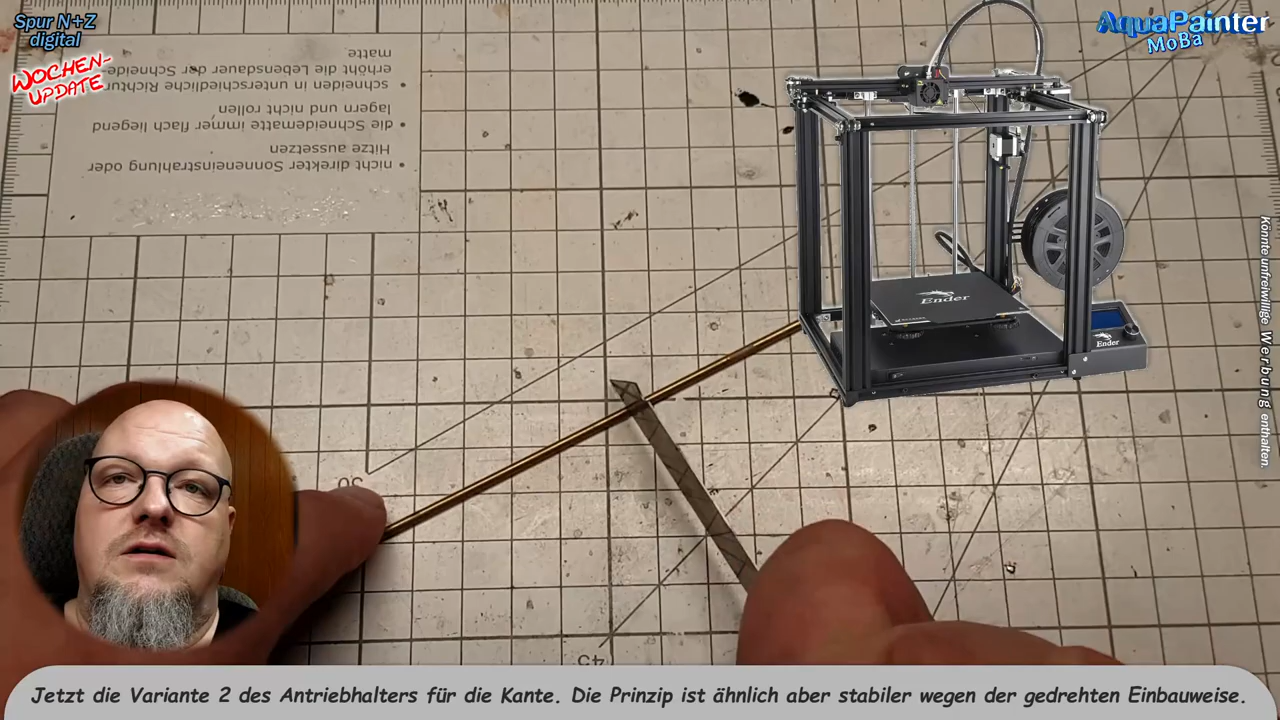 Spur N+Z
digital
WOCHEN-
UPDATE
AquaPainter
MoBa
matte
erhöht die Lebensdauer der Schneide-
• schneiden in unterschiedliche Richtun
lagern und nicht rollen
• die Schneidematte immer flach liegend
Hitze aussetzen
• nicht direkter Sonneneinstrahlung oder
Ender
Ender
30
45
Könnte unfreiwillige Werbung enthalten.
Jetzt die Variante 2 des Antriebhalters für die Kante. Die Prinzip ist ähnlich aber stabiler wegen der gedrehten Einbauweise.